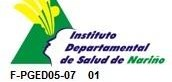 Instituto
Departamental
de Salud de Nariño
F-PGED05-07 01